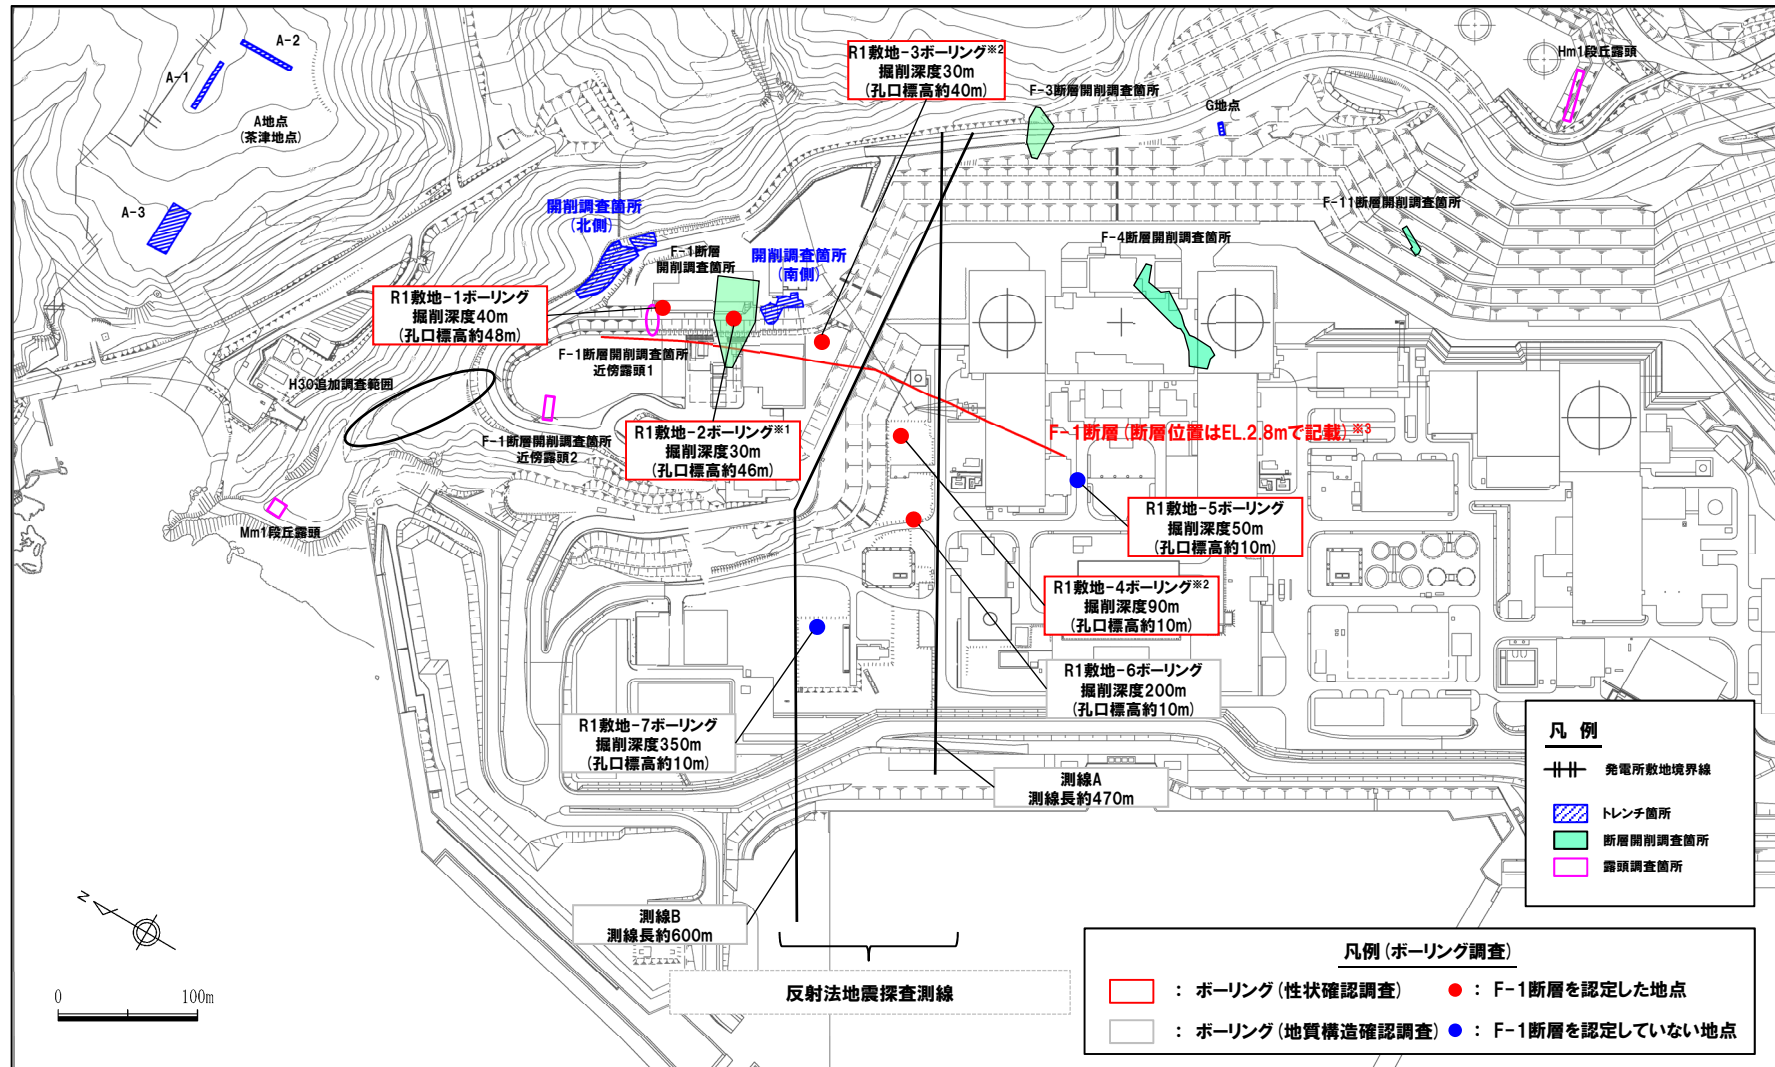 A-2
A-1
A地点
(茶津地点)
A-3
R1敷地-3ボーリング※2
掘削深度30m
(孔口標高約40m)
F-3断層開削調査箇所
G地点
Hm1段丘露頭
F-11断層開削調査箇所
F-4断層開削調査箇所
開削調査箇所
(北側)
F-1断層
開削調査箇所
開削調査箇所
(南側)
R1敷地-1ボーリング
掘削深度40m
(孔口標高約48m)
F-1断層開削調査箇所
近傍露頭1
H30追加調査範囲
F-1断層開削調査箇所
近傍露頭2
R1敷地-2ボーリング※1
掘削深度30m
(孔口標高約46m)
F-1断層(断層位置はEL.2.8mで記載)※3
Mm1段丘露頭
R1敷地-5ボーリング
掘削深度50m
(孔口標高約10m)
R1敷地-4ボーリング※2
掘削深度90m
(孔口標高約10m)
R1敷地-6ボーリング
掘削深度200m
(孔口標高約10m)
R1敷地-7ボーリング
掘削深度350m
(孔口標高約10m)
測線A
測線長約470m
測線B
測線長約600m
反射法地震探査測線
N
0 100m
凡 例
発電所敷地境界線
トレンチ箇所
断層開削調査箇所
露頭調査箇所
凡例(ボーリング調査)
: ボーリング(性状確認調査)
: F-1断層を認定した地点
: ボーリング(地質構造確認調査)
: F-1断層を認定していない地点